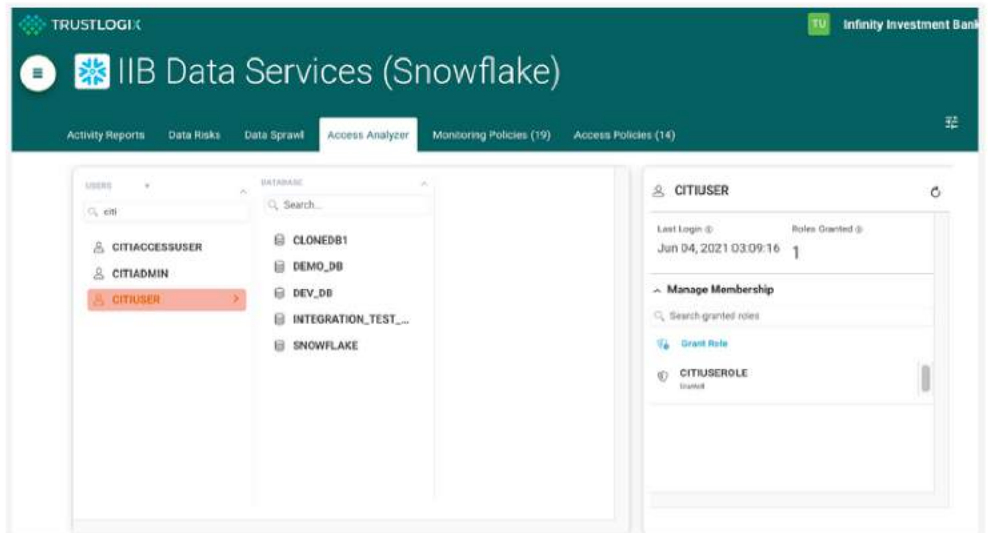 TRUSTLOGIX
TU Infinity Investment Bank
IIB Data Services (Snowflake)
Activity Reports Data Risks Data Sprawl Access Analyzer Monitoring Policies (19) Access Policies (14)
USERS
citi
CITIACCESSUSER
CITIADMIN
CITIUSER
DATABASE
Search...
CLONEDB1
DEMO_DB
DEV_DB
INTEGRATION_TEST_...
SNOWFLAKE
CITIUSER
Last Login Roles Granted
Jun 04, 2021 03:09:16 1
Manage Membership
Search granted roles
Grant Role
CITIUSEROLE
Granted